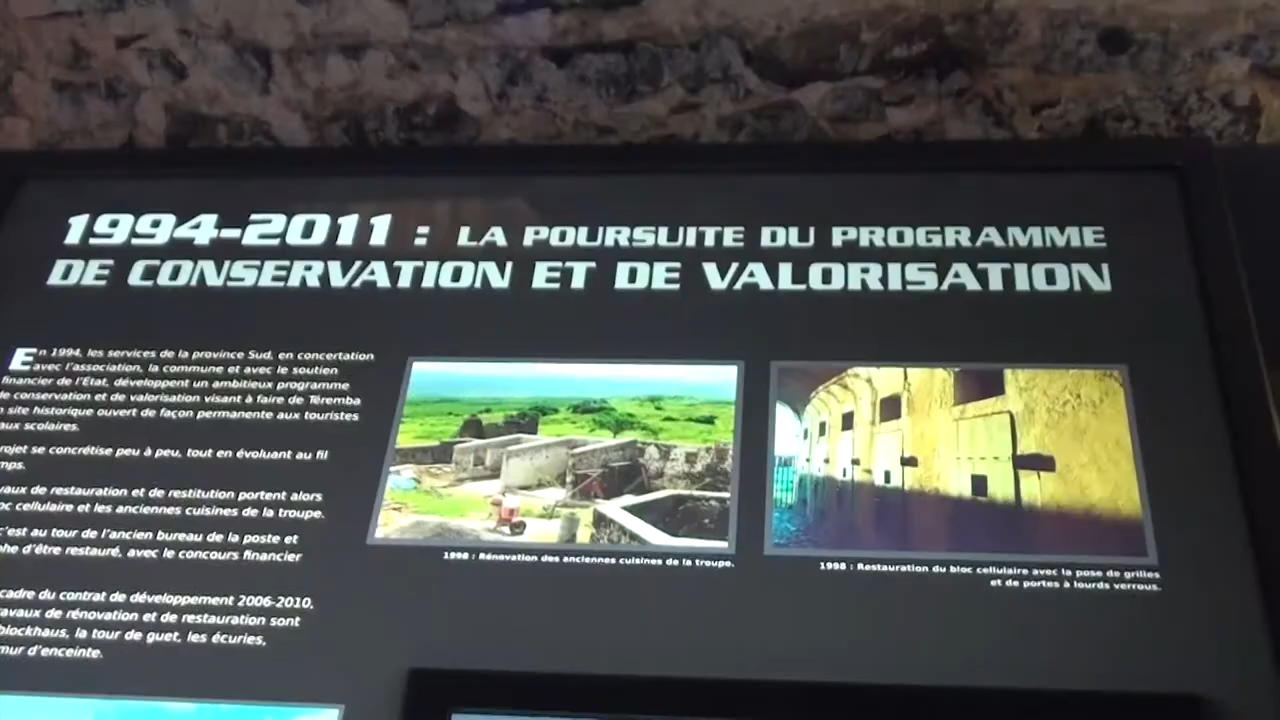 1994-2011 : LA POURSUITE DU PROGRAMME
DE CONSERVATION ET DE VALORISATION
En 1994, les services de la province Sud, en concertation
avec l'association, la commune et avec le soutien
financier de l'Etat, développent un ambitieux programme
de conservation et de valorisation visant à faire de Téremba
site historique ouvert de façon permanente aux touristes
aux scolaires.
se concrétise peu à peu, tout en évoluant au fil
de restauration et de restitution portent alors
cellulaire et les anciennes cuisines de la troupe.
c'est au tour de l'ancien bureau de la poste et
d'être restauré, avec le concours financier
cadre du contrat de développement 2006-2010,
de rénovation et de restauration sont
blockhaus, la tour de guet, les écuries,
mur d'enceinte.
1998 : Rénovation des anciennes cuisines de la troupe.
1998 : Restauration du bloc cellulaire avec la pose de grilles
et de portes à lourds verrous.